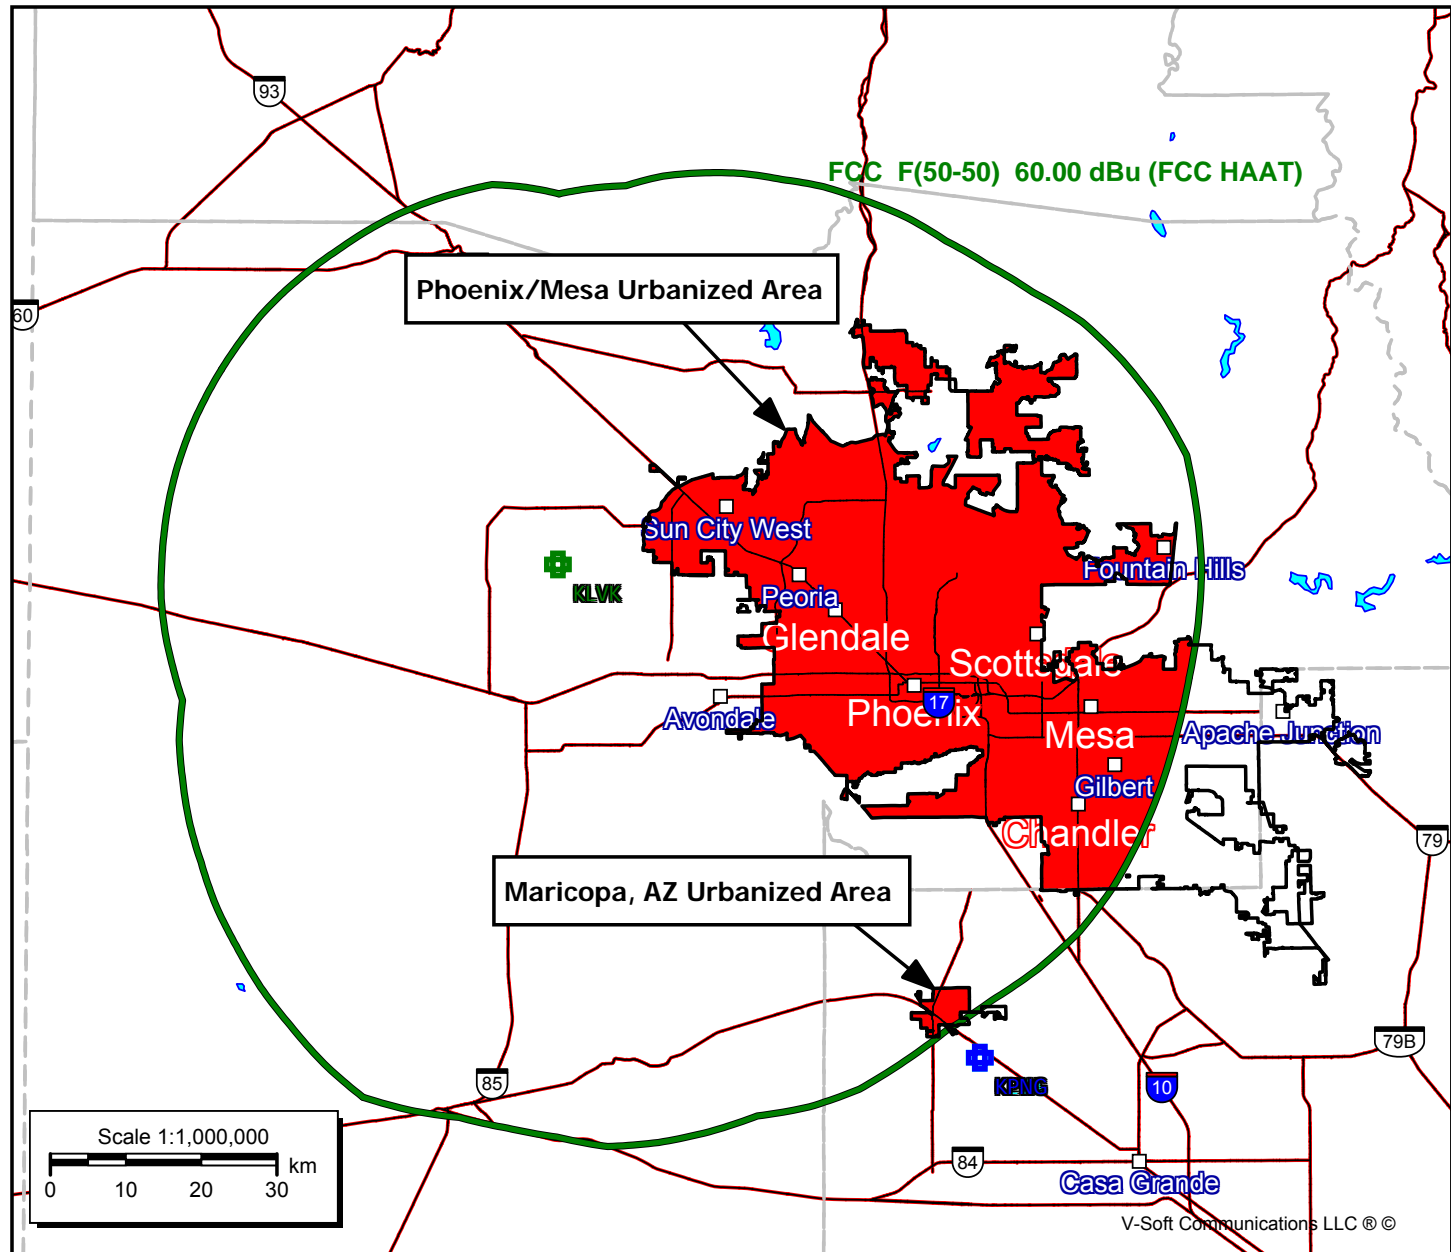 93
FCC F(50-50) 60.00 dBu (FCC HAAT)
Phoenix/Mesa Urbanized Area
60
Sun City West
Fountain Hills
KLVK
Peoria
Glendale
Scottsdale
17
Avondale
Phoenix
Mesa
Apache Junction
Gilbert
Chandler
79
Maricopa, AZ Urbanized Area
79B
KPNG
85
10
Scale 1:1,000,000
km
0 10 20 30
84
Casa Grande
V-Soft Communications LLC ® ©